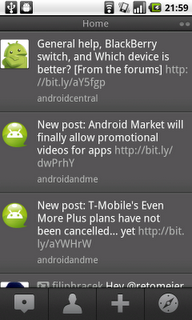 21:59
Home
General help, BlackBerry
switch, and Which device is
better? [From the forums] http:
//bit.ly/aY5fgp
androidcentral
New post: Android Market will
finally allow promotional
videos for apps http://bit.ly/
dwPrhY
androidandme
New post: T-Mobile's Even
More Plus plans have not
been cancelled... yet http://bit.
ly/aYWHrW
androidandme
filiphracek Hey @retomeier